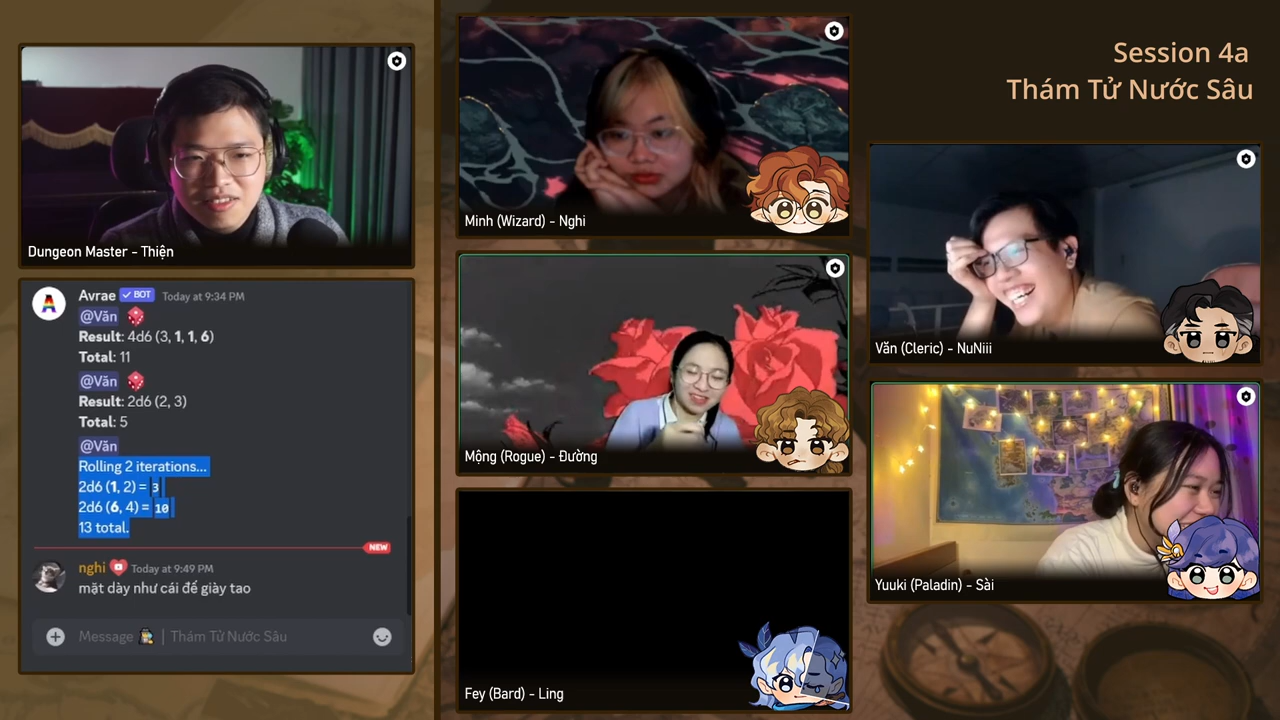 Session 4a
Thám Tử Nước Sâu
Dungeon Master - Thiện
Avrae BOT Today at 9:34 PM
@Văn
Result: 4d6 (3, 1, 1, 6)
Total: 11
@Văn
Result: 2d6 (2, 3)
Total: 5
@Văn
Rolling 2 iterations...
2d6 (1, 2) = 3
2d6 (6, 4) = 10
13 total.
NEW
nghi Today at 9:49 PM
mặt dày như cái đế giày tao
Message | Thám Tử Nước Sâu
Minh (Wizard) - Nghi
Mộng (Rogue) - Đường
Fey (Bard) - Ling
Văn (Cleric) - NuNiii
Yuuki (Paladin) - Sài